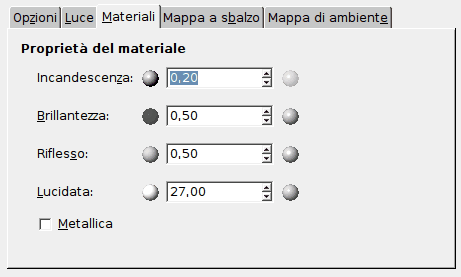 Opzioni Luce Materiali Mappa a sbalzo Mappa di ambiente
Proprietà del materiale
Incandescenza: 0,20
Brillantezza: 0,50
Riflesso: 0,50
Lucidata: 27,00
Metallica